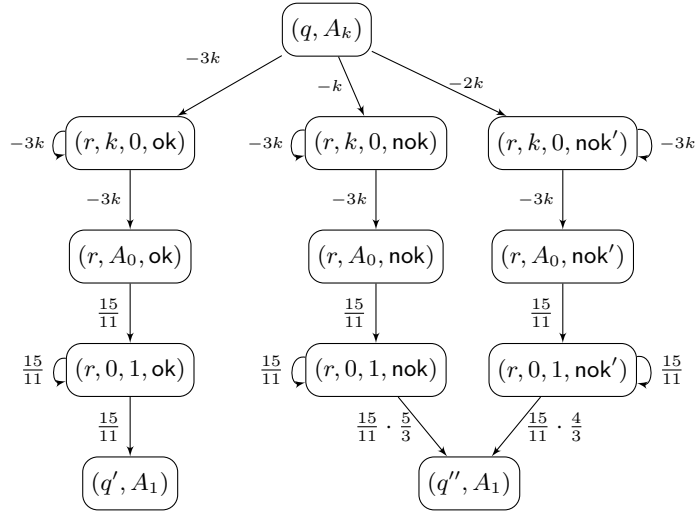 (q, A_k)
-3k -k -2k
-3k (r, k, 0, ok) -3k (r, k, 0, nok) (r, k, 0, nok′) -3k
-3k -3k -3k
(r, A_0, ok) (r, A_0, nok) (r, A_0, nok′)
15/11 15/11 15/11
15/11 (r, 0, 1, ok) 15/11 (r, 0, 1, nok) (r, 0, 1, nok′) 15/11
15/11 15/11 · 5/3 15/11 · 4/3
(q′, A_1) (q″, A_1)